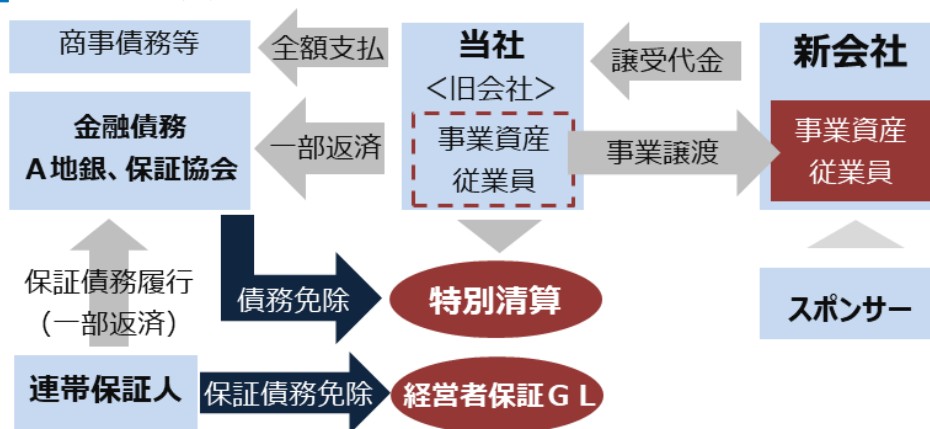 商事債務等
全額支払
当社
<旧会社>
譲受代金
新会社
金融債務
A地銀、保証協会
一部返済
事業資産
従業員
事業譲渡
事業資産
従業員
保証債務履行
(一部返済)
債務免除
特別清算
スポンサー
連帯保証人
保証債務免除
経営者保証GL